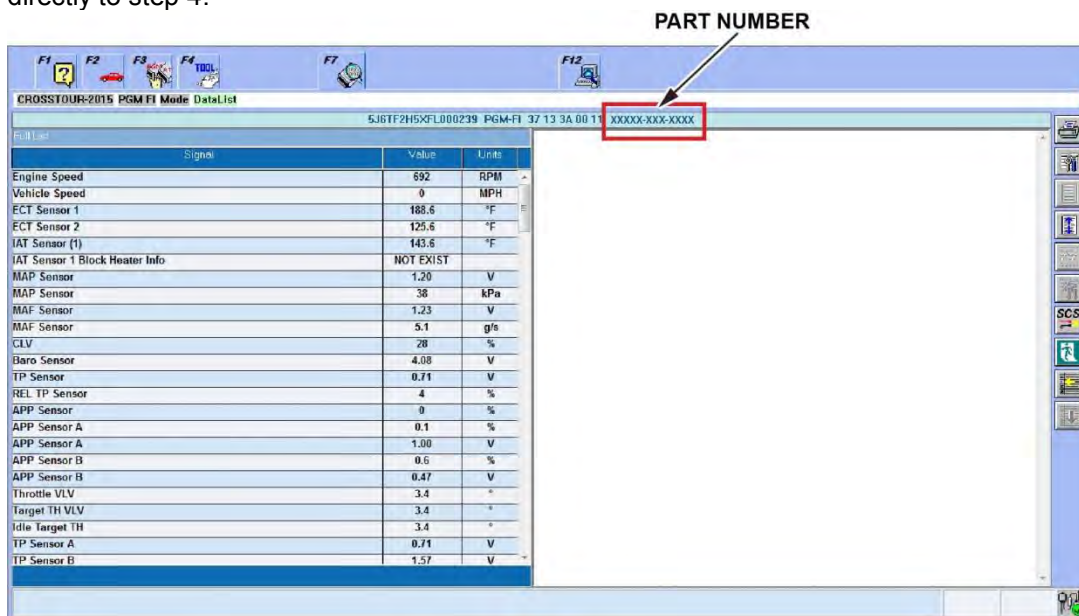 directly to step 4.
PART NUMBER
F1 F2 F3 F4 TOOL F7 F12
CROSSTOUR-2015 PGM FI Mode DataList
5J6TF2H5XFL000239 PGM-FI 37 13 3A 00 11 XXXXX-XXX-XXXX
Full List
Signal Value Units
Engine Speed 692 RPM
Vehicle Speed 0 MPH
ECT Sensor 1 188.6 °F
ECT Sensor 2 125.6 °F
IAT Sensor (1) 143.6 °F
IAT Sensor 1 Block Heater Info NOT EXIST
MAP Sensor 1.20 V
MAP Sensor 38 kPa
MAF Sensor 1.23 V
MAF Sensor 5.1 g/s
CLV 28 %
Baro Sensor 4.08 V
TP Sensor 0.71 V
REL TP Sensor 4 %
APP Sensor 0 %
APP Sensor A 0.1 %
APP Sensor A 1.00 V
APP Sensor B 0.6 %
APP Sensor B 0.47 V
Throttle VLV 3.4 °
Target TH VLV 3.4 °
Idle Target TH 3.4 °
TP Sensor A 0.71 V
TP Sensor B 1.57 V
SCS